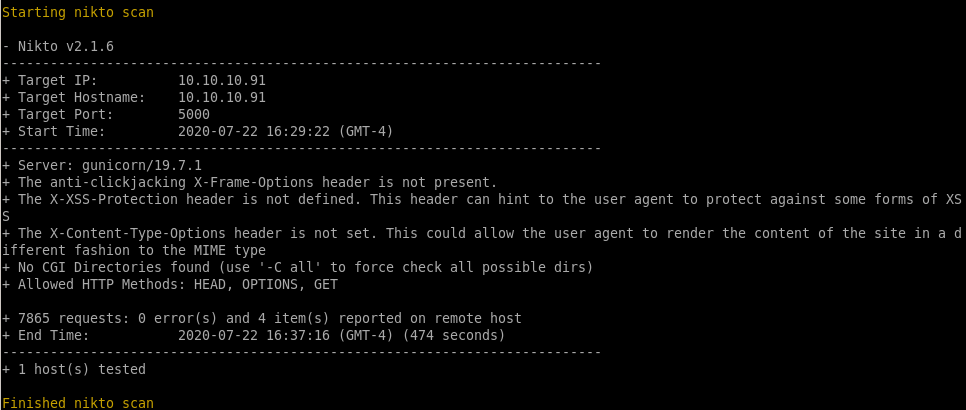 Starting nikto scan
- Nikto v2.1.6
---------------------------------------------------------------------------
+ Target IP:          10.10.10.91
+ Target Hostname:    10.10.10.91
+ Target Port:        5000
+ Start Time:         2020-07-22 16:29:22 (GMT-4)
---------------------------------------------------------------------------
+ Server: gunicorn/19.7.1
+ The anti-clickjacking X-Frame-Options header is not present.
+ The X-XSS-Protection header is not defined. This header can hint to the user agent to protect against some forms of XS
S
+ The X-Content-Type-Options header is not set. This could allow the user agent to render the content of the site in a d
ifferent fashion to the MIME type
+ No CGI Directories found (use '-C all' to force check all possible dirs)
+ Allowed HTTP Methods: HEAD, OPTIONS, GET
+ 7865 requests: 0 error(s) and 4 item(s) reported on remote host
+ End Time:           2020-07-22 16:37:16 (GMT-4) (474 seconds)
---------------------------------------------------------------------------
+ 1 host(s) tested
Finished nikto scan